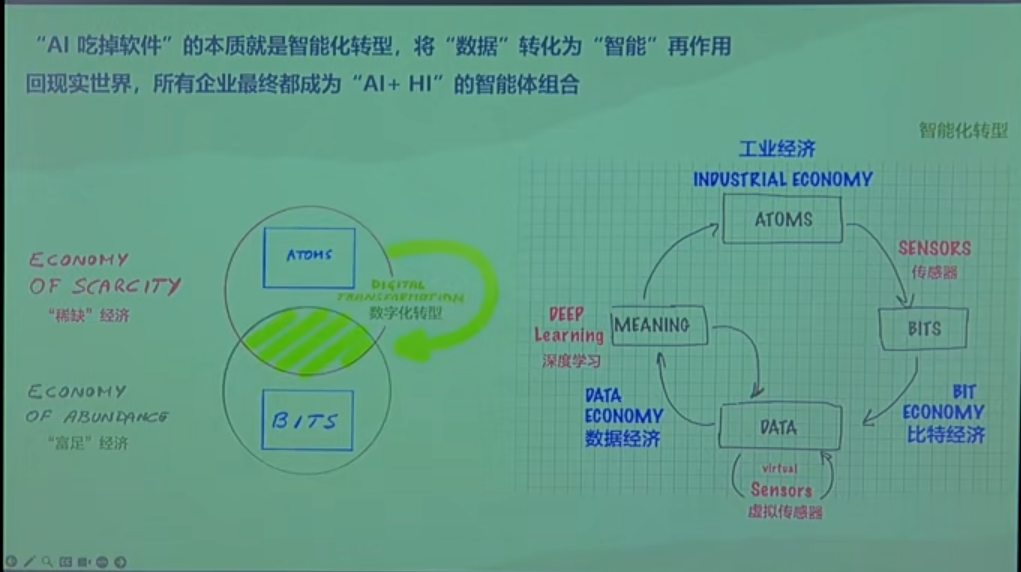 “AI 吃掉软件”的本质就是智能化转型，将“数据”转化为“智能”再作用
回现实世界，所有企业最终都成为“AI+ HI”的智能体组合
智能化转型
工业经济
INDUSTRIAL ECONOMY
ATOMS
SENSORS
传感器
BITS
BIT
ECONOMY
比特经济
DATA
virtual
Sensors
虚拟传感器
DATA
ECONOMY
数据经济
MEANING
DEEP
Learning
深度学习
ECONOMY
OF SCARCITY
“稀缺”经济
ATOMS
DIGITAL
TRANSFORMOTION
数字化转型
ECONOMY
OF ABUNDANCE
“富足”经济
BITS